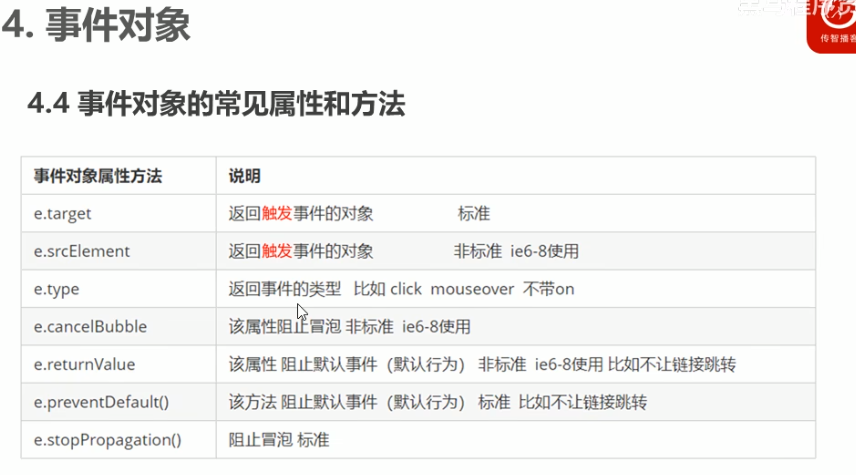 4. 事件对象
传智播客
4.4 事件对象的常见属性和方法
事件对象属性方法 说明
e.target 返回触发事件的对象 标准
e.srcElement 返回触发事件的对象 非标准 ie6-8使用
e.type 返回事件的类型 比如 click mouseover 不带on
e.cancelBubble 该属性阻止冒泡 非标准 ie6-8使用
e.returnValue 该属性 阻止默认事件（默认行为） 非标准 ie6-8使用 比如不让链接跳转
e.preventDefault() 该方法 阻止默认事件（默认行为） 标准 比如不让链接跳转
e.stopPropagation() 阻止冒泡 标准